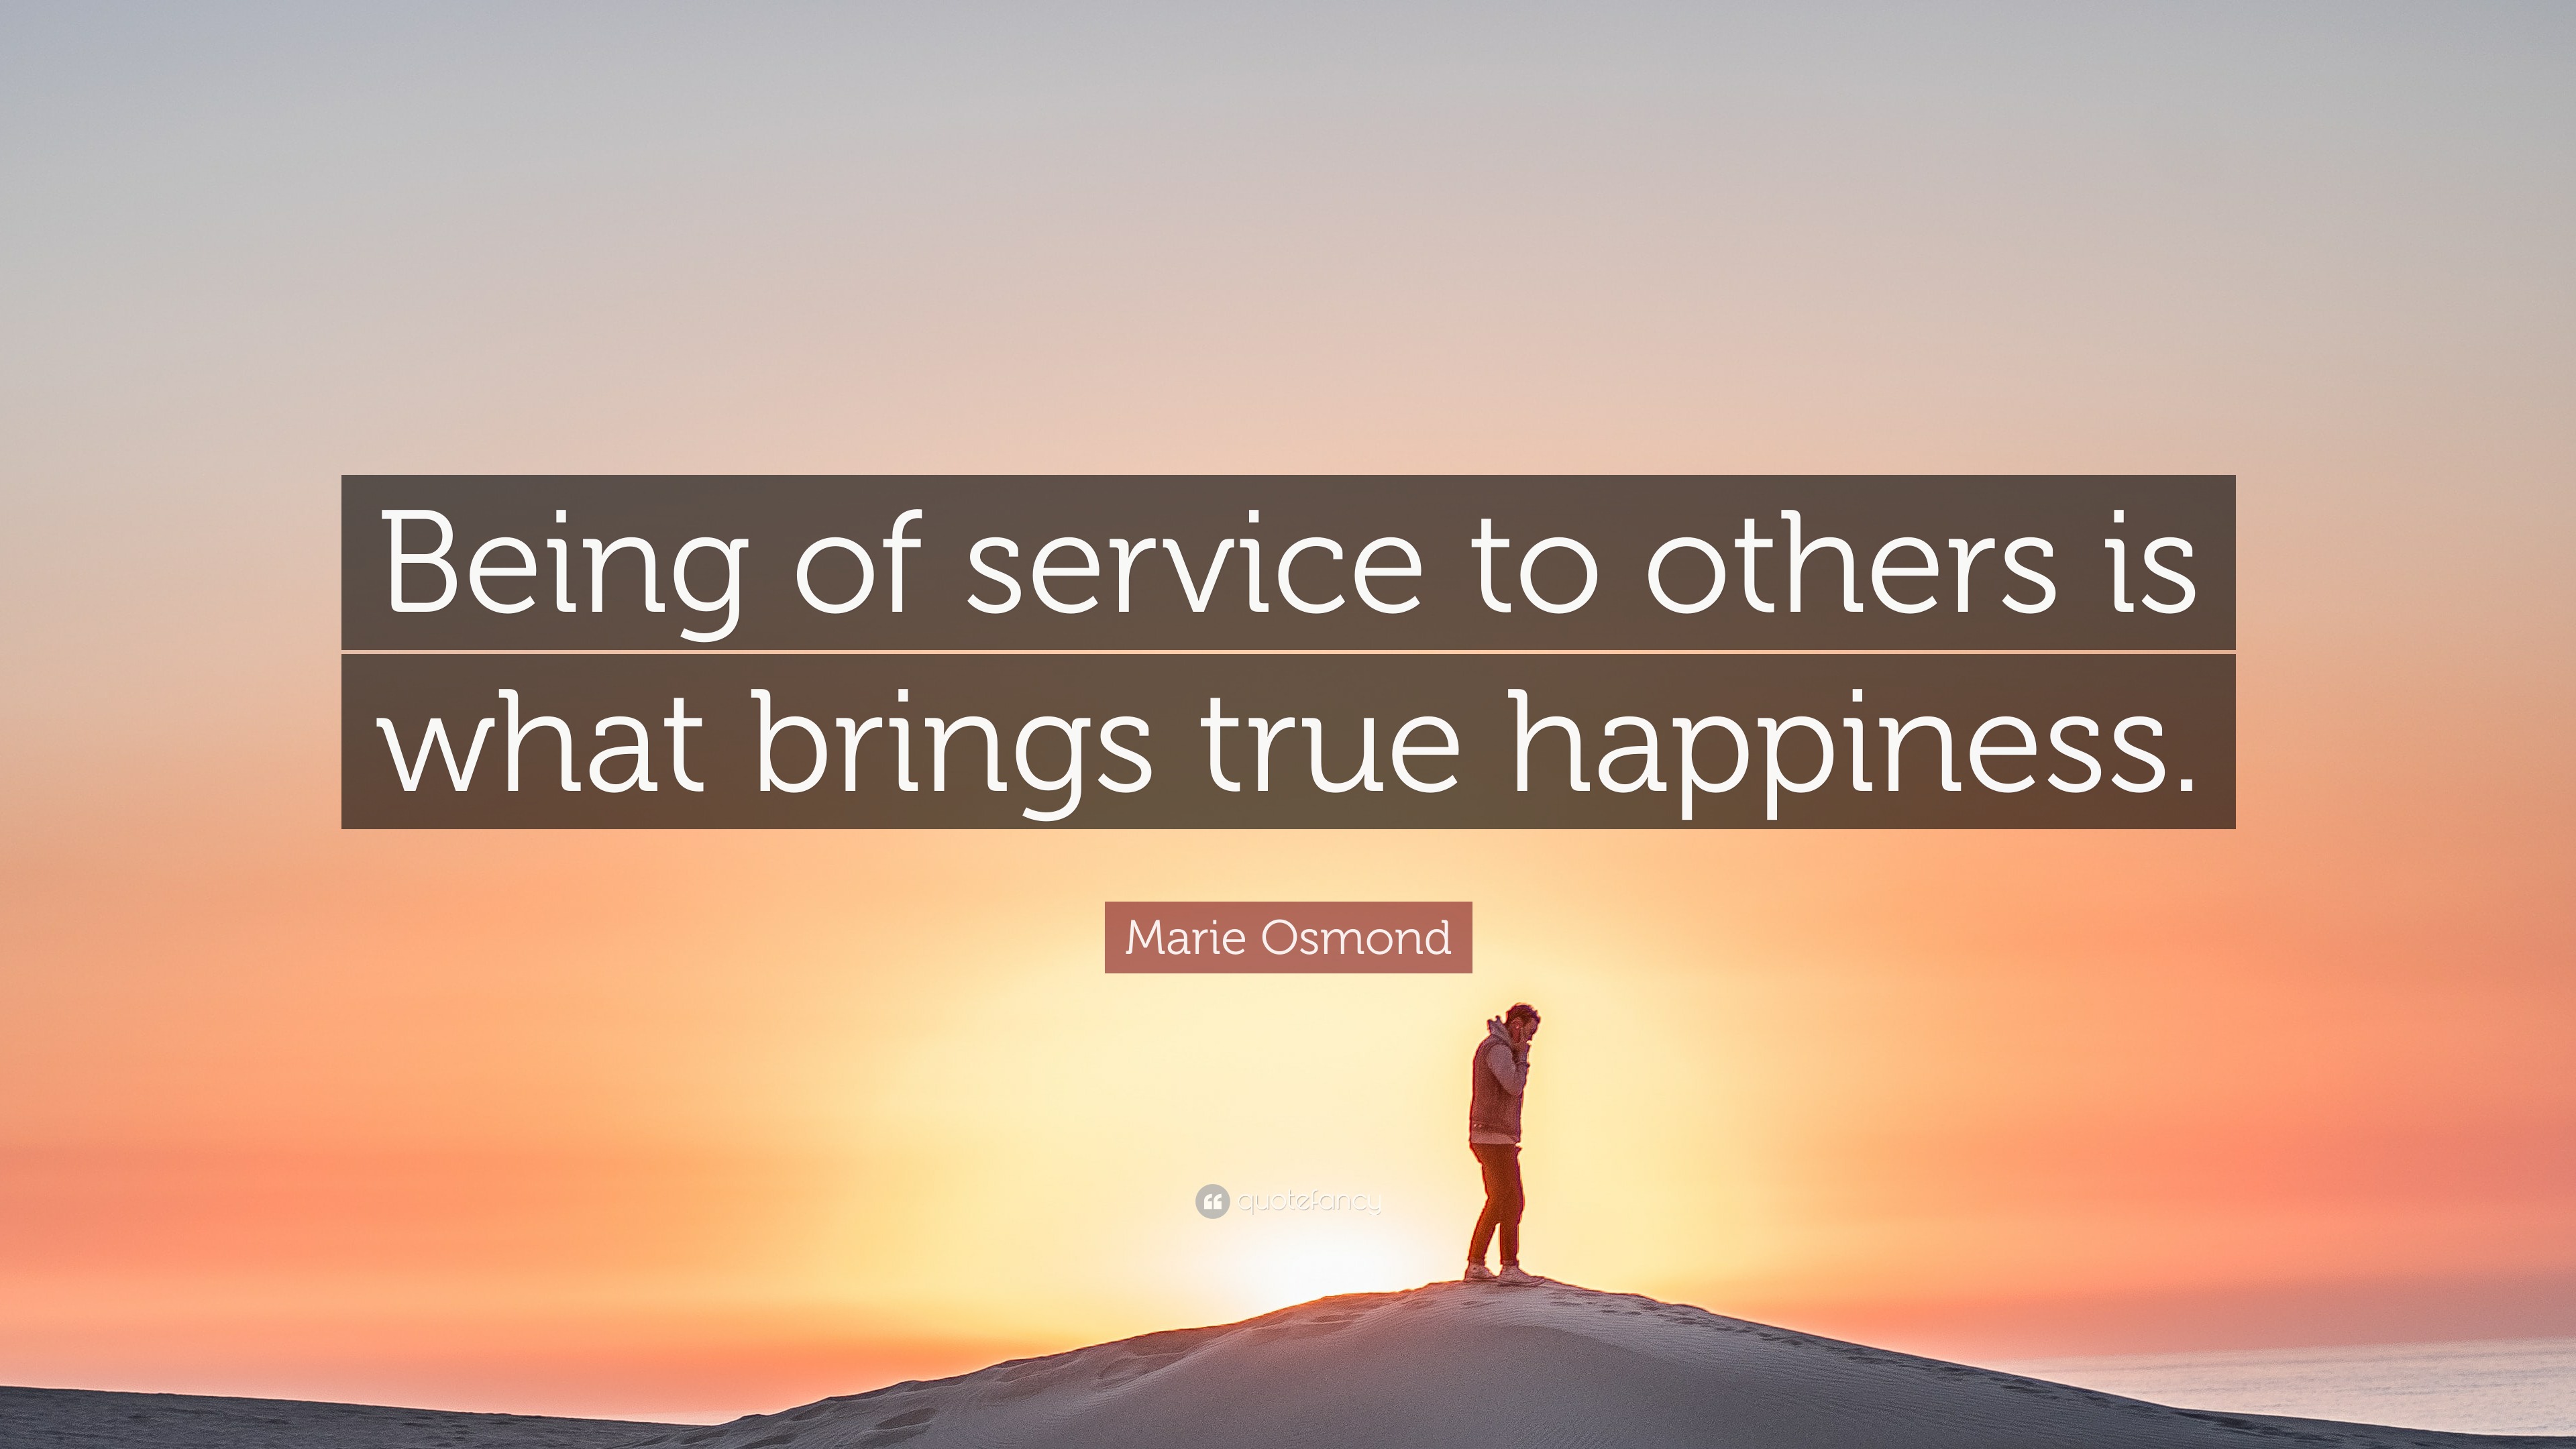 Being of service to others is
what brings true happiness.
Marie Osmond
quotefancy